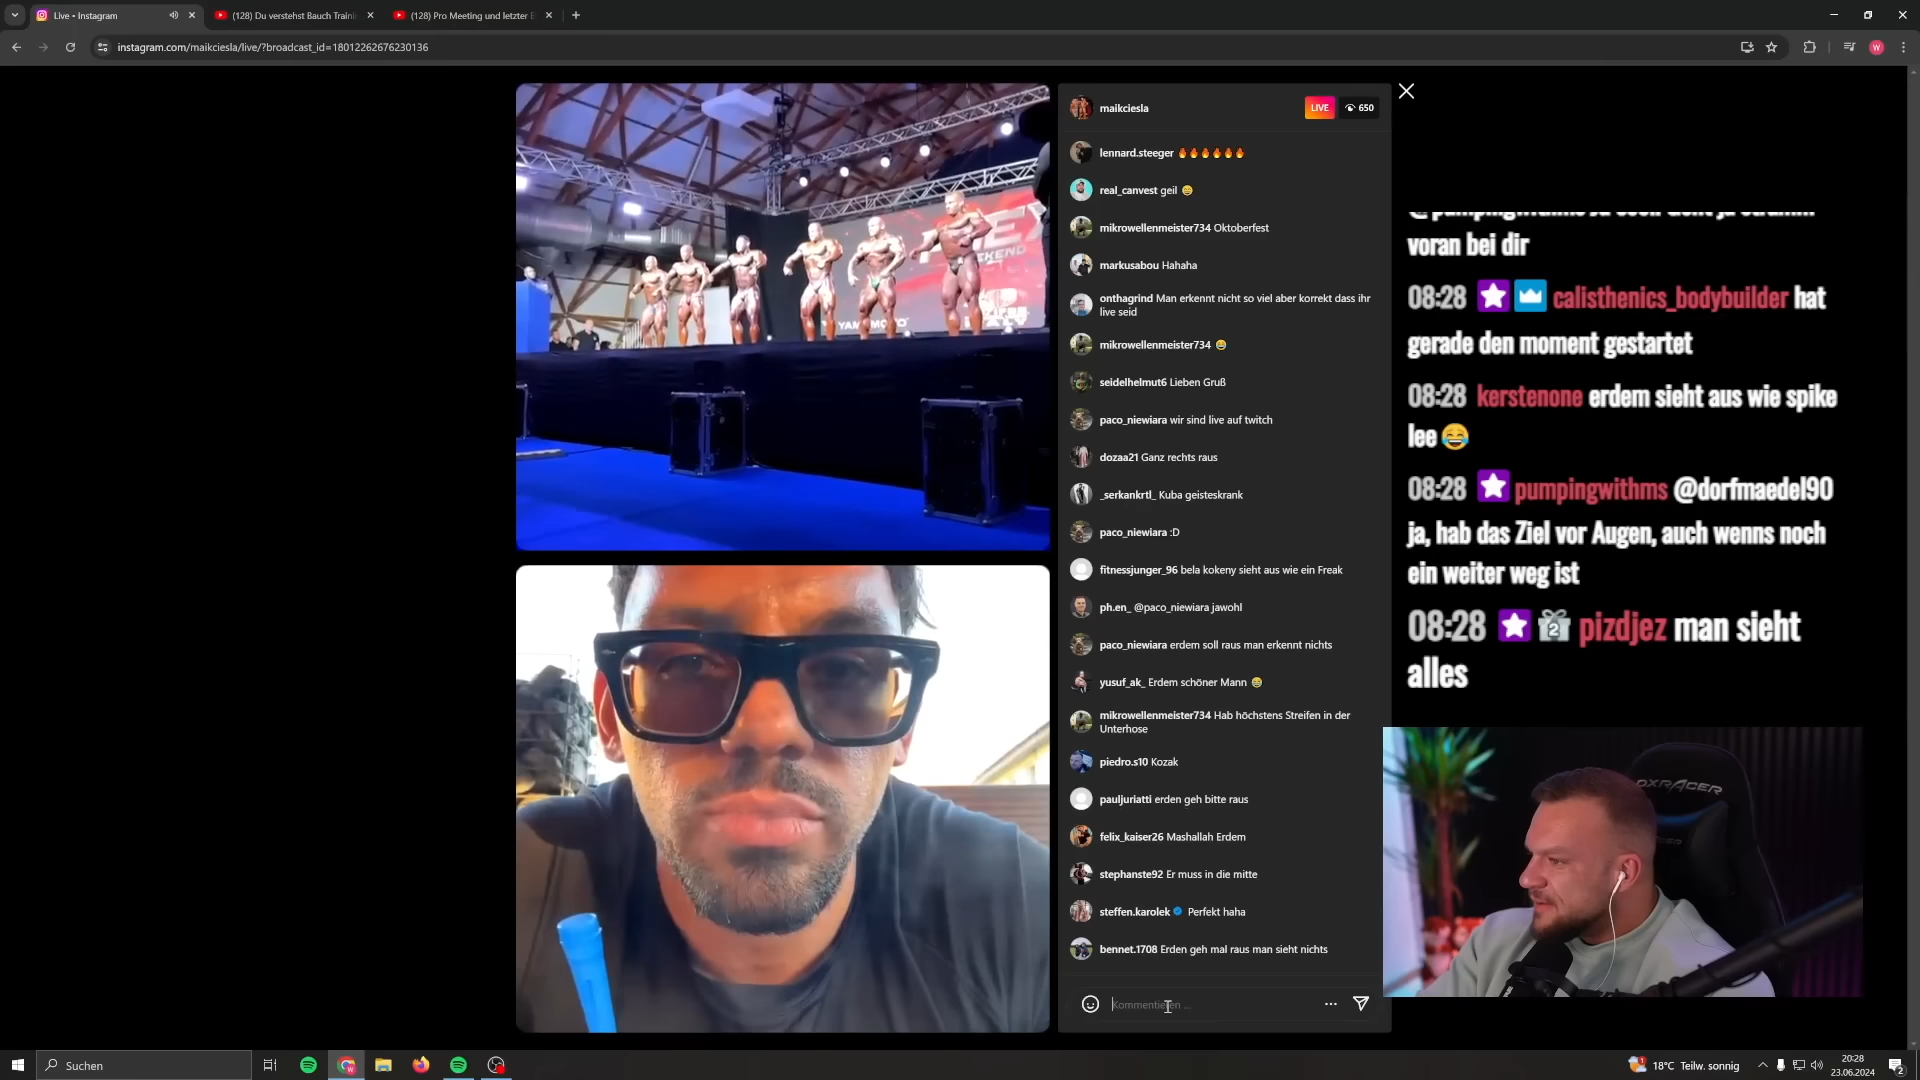 Live • Instagram
(128) Du verstehst Bauch Traini
(128) Pro Meeting und letzter E
instagram.com/maikciesla/live/?broadcast_id=18012262676230136
W
maikciesla
LIVE
650
lennard.steeger 🔥🔥🔥🔥🔥🔥
real_canvest geil 😄
mikrowellenmeister734 Oktoberfest
markusabou Hahaha
onthagrind Man erkennt nicht so viel aber korrekt dass ihr
live seid
mikrowellenmeister734 😂
seidelhelmut6 Lieben Gruß
paco_niewiara wir sind live auf twitch
dozaa21 Ganz rechts raus
_serkankrtl_ Kuba geisteskrank
paco_niewiara :D
fitnessjunger_96 bela kokeny sieht aus wie ein Freak
ph.en_ @paco_niewiara jawohl
paco_niewiara erdem soll raus man erkennt nichts
yusuf_ak_ Erdem schöner Mann 😂
mikrowellenmeister734 Hab höchstens Streifen in der
Unterhose
piedro.s10 Kozak
pauljuriatti erden geh bitte raus
felix_kaiser26 Mashallah Erdem
stephanste92 Er muss in die mitte
steffen.karolek Perfekt haha
bennet.1708 Erden geh mal raus man sieht nichts
Kommentieren ...
voran bei dir
08:28 calisthenics_bodybuilder hat
gerade den moment gestartet
08:28 kerstenone erdem sieht aus wie spike
lee 😂
08:28 pumpingwithms @dorfmaedel90
ja, hab das Ziel vor Augen, auch wenns noch
ein weiter weg ist
08:28 2 pizdjez man sieht
alles
DXRACER
Suchen
18°C Teilw. sonnig
20:28
23.06.2024
2